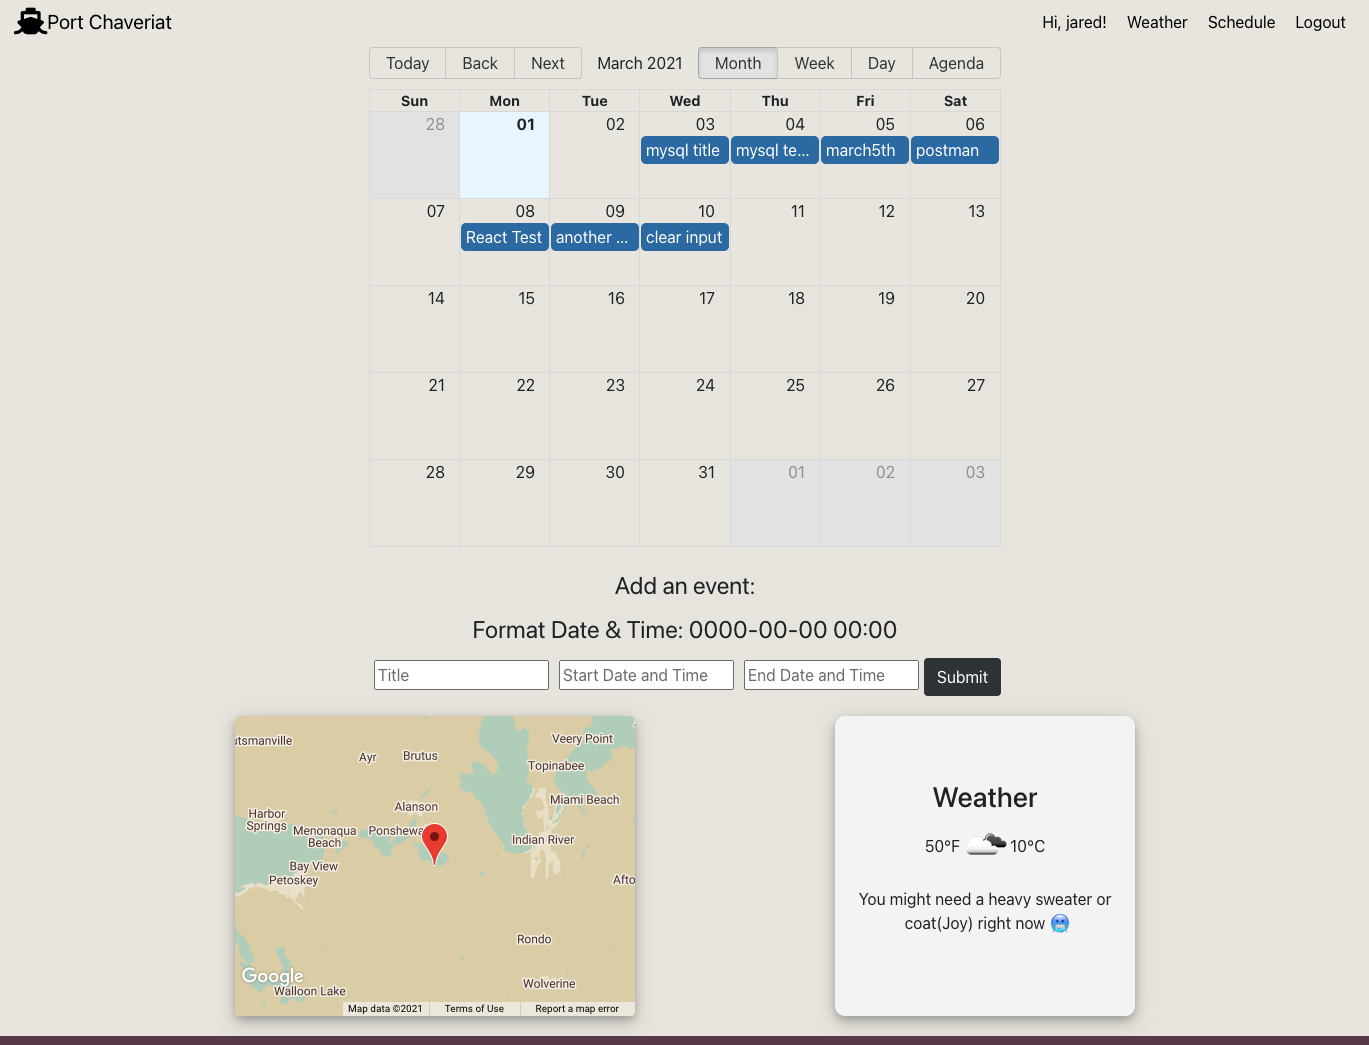 Port Chaveriat
Hi, jared! Weather Schedule Logout
Today Back Next March 2021 Month Week Day Agenda
Sun Mon Tue Wed Thu Fri Sat
28 01 02 03 04 05 06
mysql title mysql te... march5th postman
07 08 09 10 11 12 13
React Test another ... clear input
14 15 16 17 18 19 20
21 22 23 24 25 26 27
28 29 30 31 01 02 03
Add an event:
Format Date & Time: 0000-00-00 00:00
Title Start Date and Time End Date and Time Submit
utsmanville
Ayr
Brutus
Veery Point
Topinabee
Alanson
Miami Beach
Harbor
Springs
Menonaqua
Beach
Ponshewa
Indian River
Bay View
Petoskey
Afto
Rondo
Google
Walloon Lake
Wolverine
Map data ©2021 Terms of Use Report a map error
Weather
50°F 10°C
You might need a heavy sweater or
coat(Joy) right now 🥶